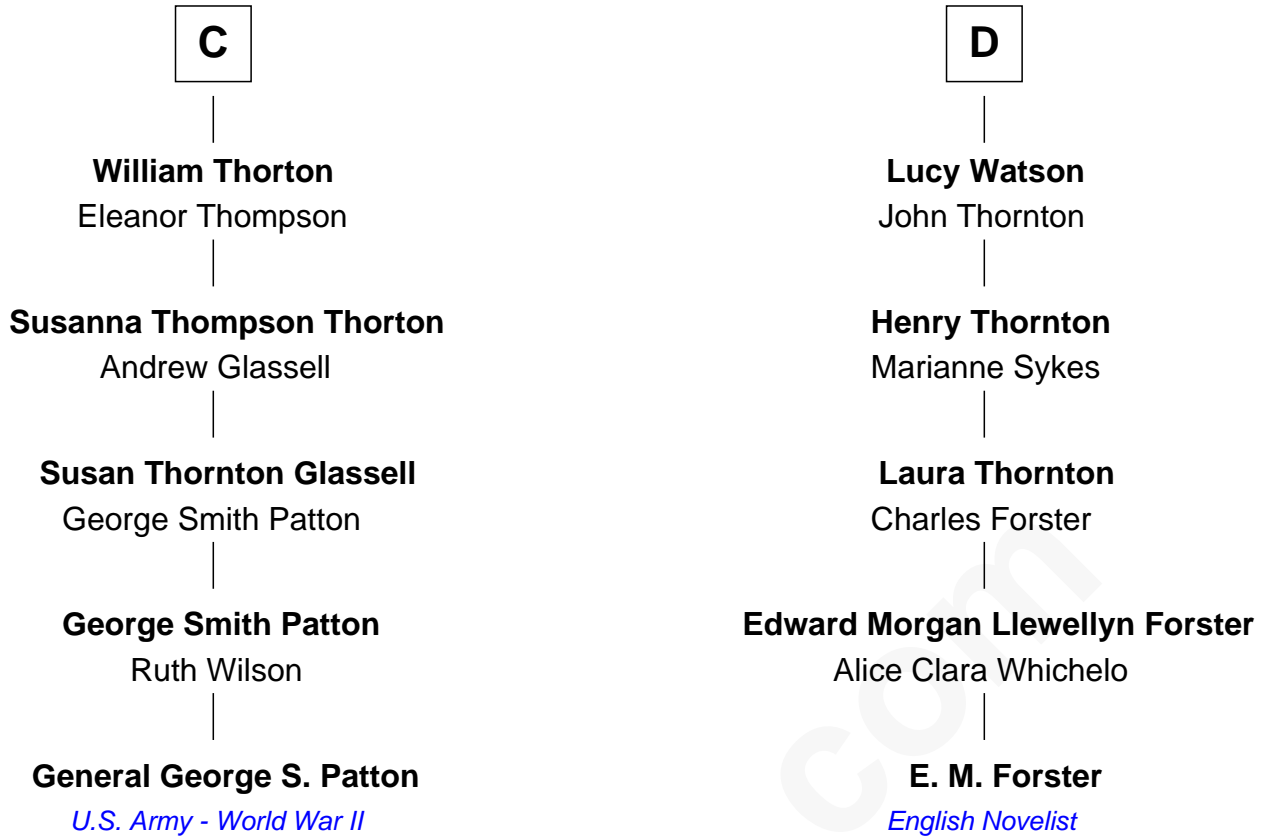 C
William Thorton
Eleanor Thompson
Susanna Thompson Thorton
Andrew Glassell
Susan Thornton Glassell
George Smith Patton
George Smith Patton
Ruth Wilson
General George S. Patton
U.S. Army - World War II
D
Lucy Watson
John Thornton
Henry Thornton
Marianne Sykes
Laura Thornton
Charles Forster
Edward Morgan Llewellyn Forster
Alice Clara Whichelo
E. M. Forster
English Novelist
com